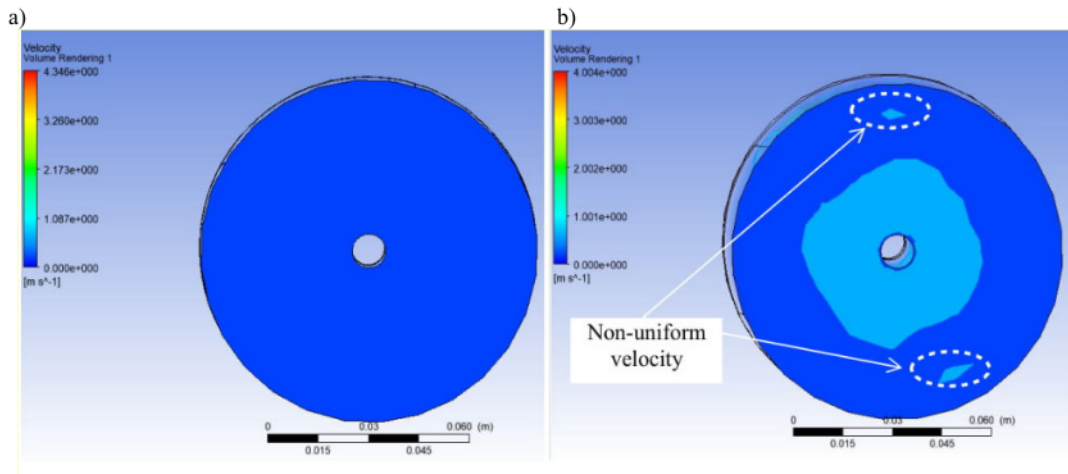 a)
Velocity
Volume Rendering 1
4.346e+000
3.260e+000
2.173e+000
1.087e+000
0.000e+000
[m s^-1]
0 0.03 0.060 (m)
0.015 0.045
b)
Velocity
Volume Rendering 1
4.004e+000
3.003e+000
2.002e+000
1.001e+000
0.000e+000
[m s^-1]
Non-uniform
velocity
0 0.03 0.060 (m)
0.015 0.045